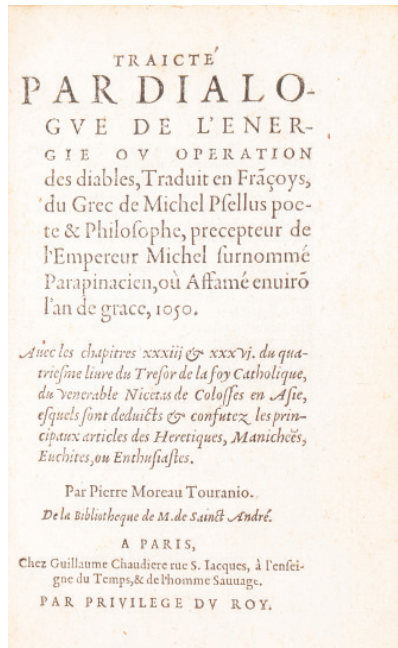 TRAICTÉ
PAR DIALO-
GVE DE L'ENER-
GIE OV OPERATION
des diables, Traduit en Frãçoys,
du Grec de Michel Psellus poe-
te & Philosophe, precepteur de
l'Empereur Michel surnommé
Parapinacien, où Affamé enuirõ
l'an de grace, 1050.
Auec les chapitres xxxiij & xxxvj. du qua-
triesme liure du Tresor de la foy Catholique,
du venerable Nicetas de Colosses en Asie,
esquels sont deduicts & confutez les prin-
cipaux articles des Heretiques, Manichées,
Euchites, ou Enthusiastes.
Par Pierre Moreau Touranio.
De la Bibliotheque de M. de Sainct André.
A PARIS,
Chez Guillaume Chaudiere rue S. Iacques, à l'ensei-
gne du Temps, & de l'homme Sauuage.
PAR PRIVILEGE DV ROY.